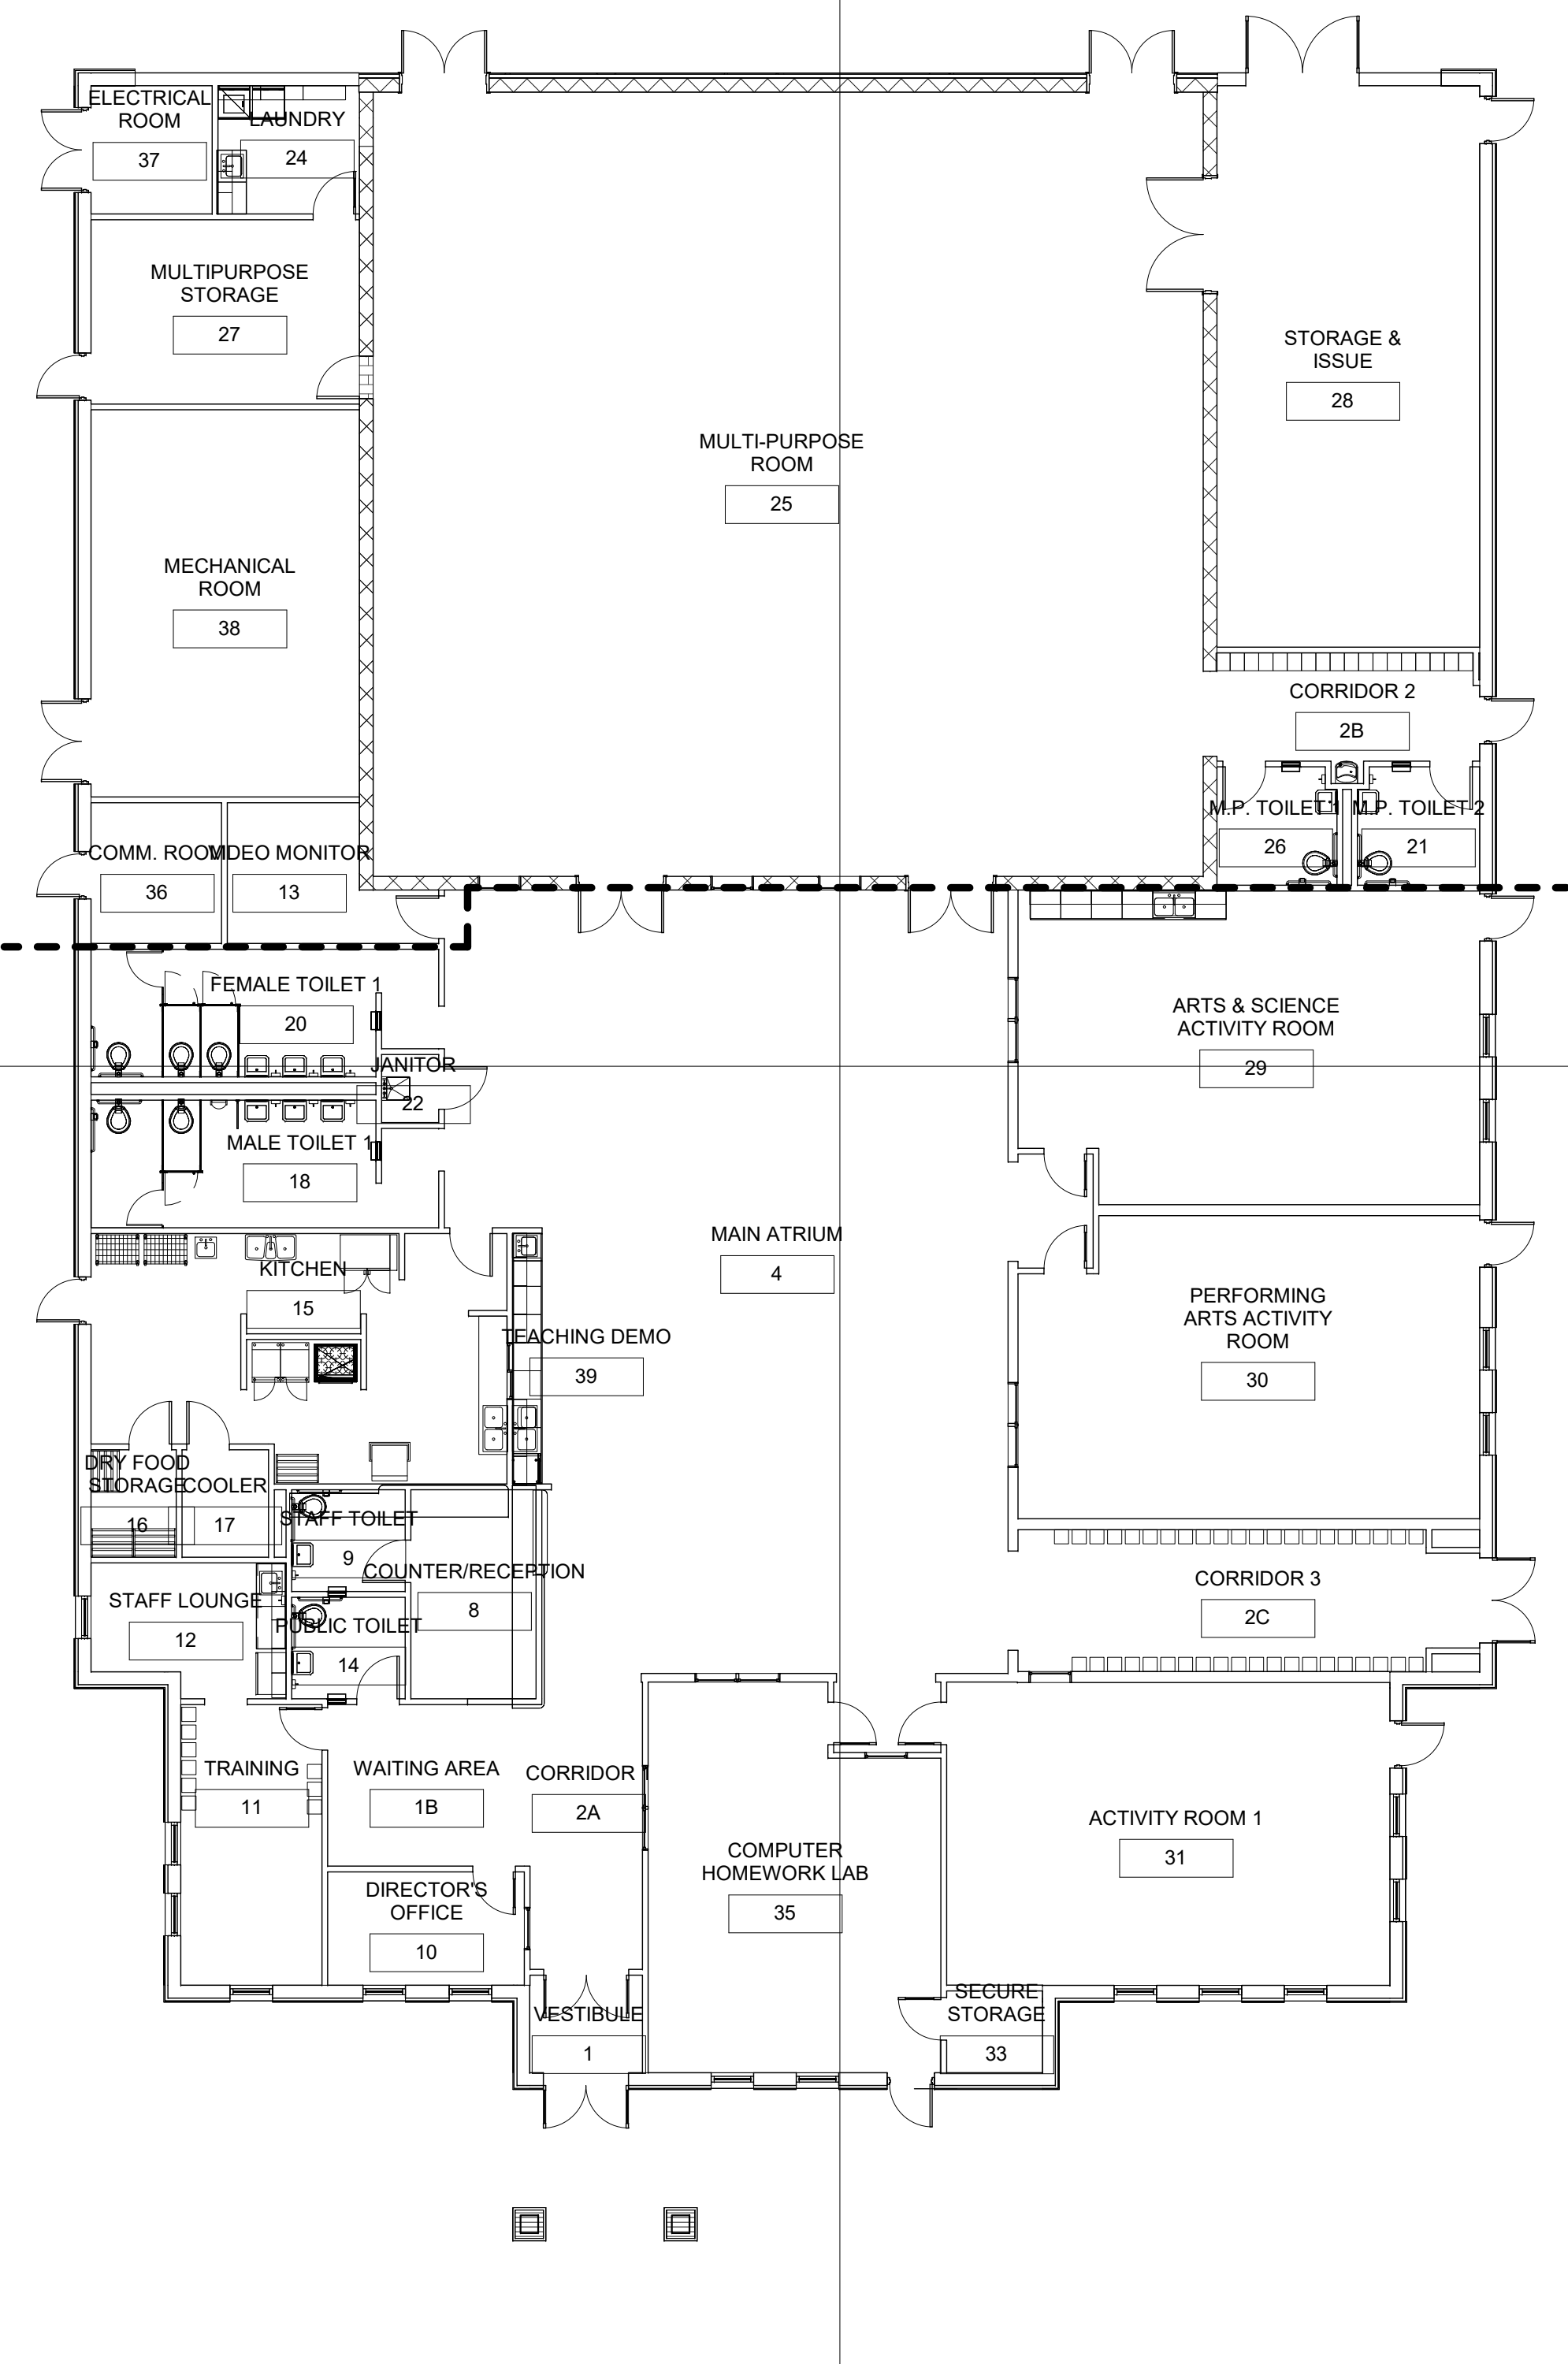 ELECTRICAL
ROOM
37
LAUNDRY
24
MULTIPURPOSE
STORAGE
27
STORAGE &
ISSUE
28
MULTI-PURPOSE
ROOM
25
MECHANICAL
ROOM
38
CORRIDOR 2
2B
M.P. TOILET 1
26
M.P. TOILET 2
21
COMM. ROOM
36
VIDEO MONITOR
13
FEMALE TOILET 1
20
ARTS & SCIENCE
ACTIVITY ROOM
29
JANITOR
22
MALE TOILET 1
18
MAIN ATRIUM
4
KITCHEN
15
PERFORMING
ARTS ACTIVITY
ROOM
30
TEACHING DEMO
39
DRY FOOD
STORAGE
16
COOLER
17
STAFF TOILET
9
COUNTER/RECEPTION
8
CORRIDOR 3
2C
STAFF LOUNGE
12
PUBLIC TOILET
14
TRAINING
11
WAITING AREA
1B
CORRIDOR 1
2A
ACTIVITY ROOM 1
31
COMPUTER
HOMEWORK LAB
35
DIRECTOR'S
OFFICE
10
SECURE
STORAGE
33
VESTIBULE
1